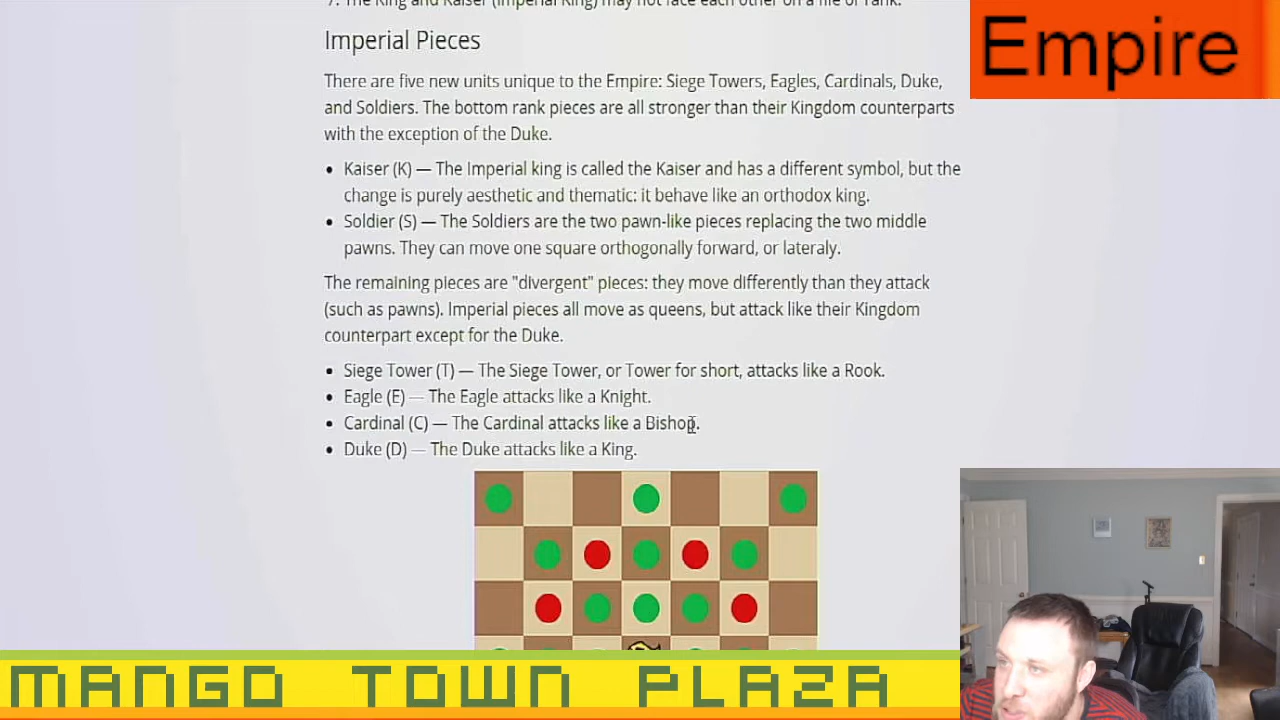 7. The King and Kaiser (Imperial King) may not face each other on a file or rank.
Empire
Imperial Pieces
There are five new units unique to the Empire: Siege Towers, Eagles, Cardinals, Duke,
and Soldiers. The bottom rank pieces are all stronger than their Kingdom counterparts
with the exception of the Duke.
• Kaiser (K) — The Imperial king is called the Kaiser and has a different symbol, but the
change is purely aesthetic and thematic: it behave like an orthodox king.
• Soldier (S) — The Soldiers are the two pawn-like pieces replacing the two middle
pawns. They can move one square orthogonally forward, or lateraly.
The remaining pieces are "divergent" pieces: they move differently than they attack
(such as pawns). Imperial pieces all move as queens, but attack like their Kingdom
counterpart except for the Duke.
• Siege Tower (T) — The Siege Tower, or Tower for short, attacks like a Rook.
• Eagle (E) — The Eagle attacks like a Knight.
• Cardinal (C) — The Cardinal attacks like a Bishop.
• Duke (D) — The Duke attacks like a King.
MANGO TOWN PLAZA